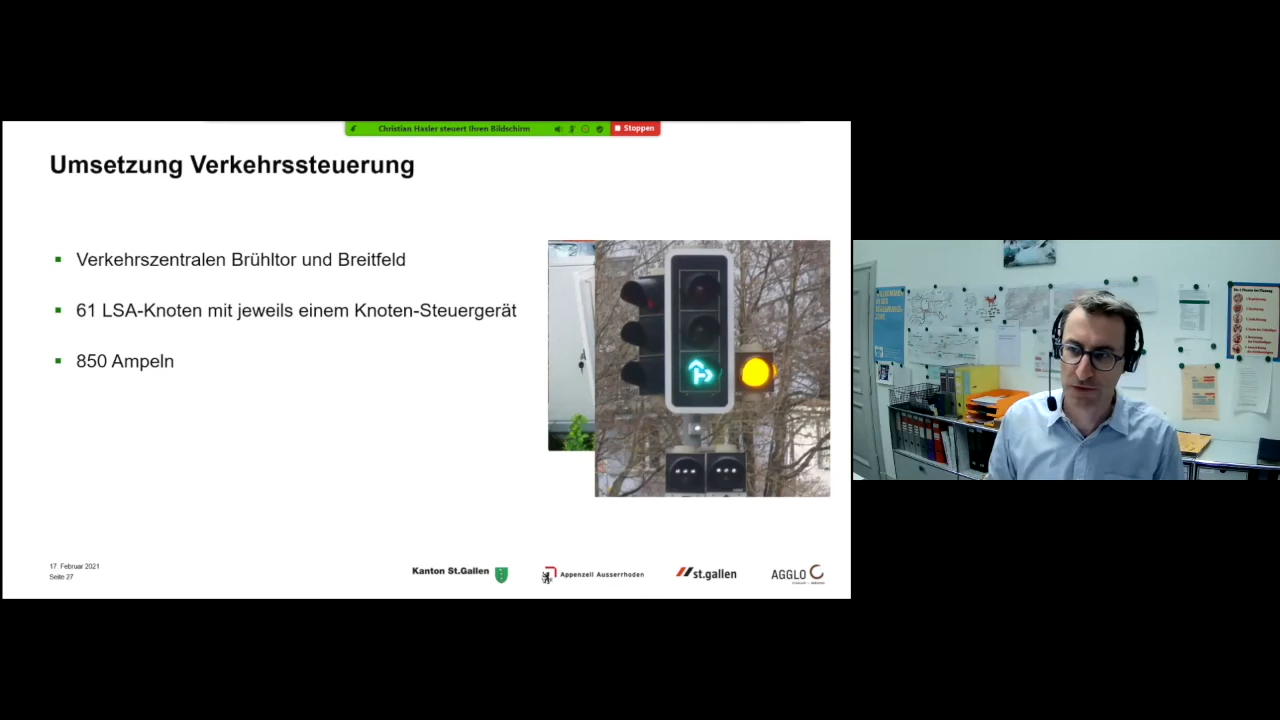 Christian Hasler steuert Ihren Bildschirm
Stoppen
Umsetzung Verkehrssteuerung
Verkehrszentralen Brühltor und Breitfeld
61 LSA-Knoten mit jeweils einem Knoten-Steuergerät
850 Ampeln
17. Februar 2021
Seite 27
Kanton St.Gallen
Appenzell Ausserrhoden
st.gallen
AGGLO